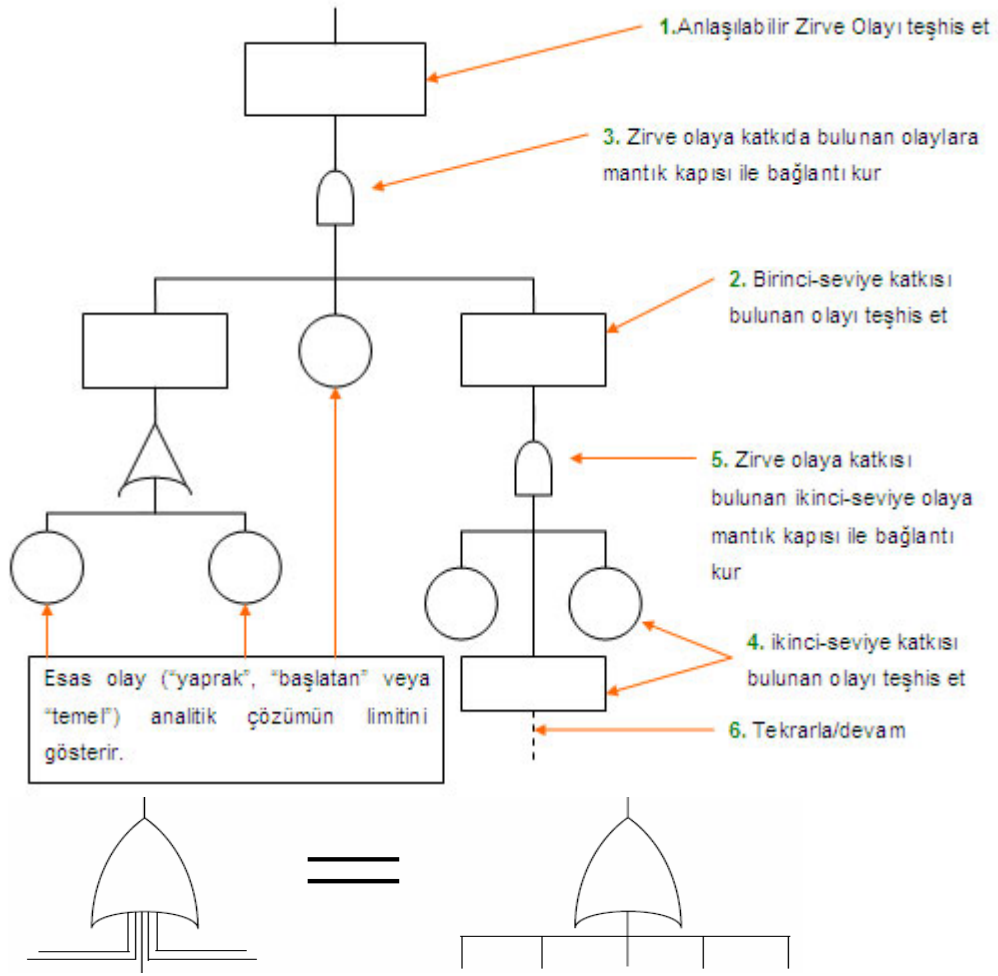 1.Anlaşılabilir Zirve Olayı teşhis et
3. Zirve olaya katkıda bulunan olaylara
mantık kapısı ile bağlantı kur
2. Birinci-seviye katkısı
bulunan olayı teşhis et
5. Zirve olaya katkısı
bulunan ikinci-seviye olaya
mantık kapısı ile bağlantı
kur
4. ikinci-seviye katkısı
bulunan olayı teşhis et
6. Tekrarla/devam
Esas olay (“yaprak”, “başlatan” veya
“temel”) analitik çözümün limitini
gösterir.